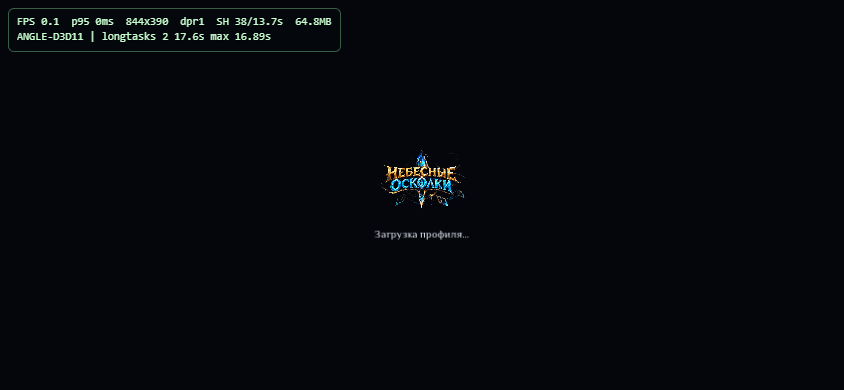 FPS 0.1 p95 0ms 844x390 dpr1 SH 38/13.7s 64.8MB
ANGLE-D3D11 | longtasks 2 17.6s max 16.89s
НЕБЕСНЫЕ
ОСКОЛКИ
Загрузка профиля...